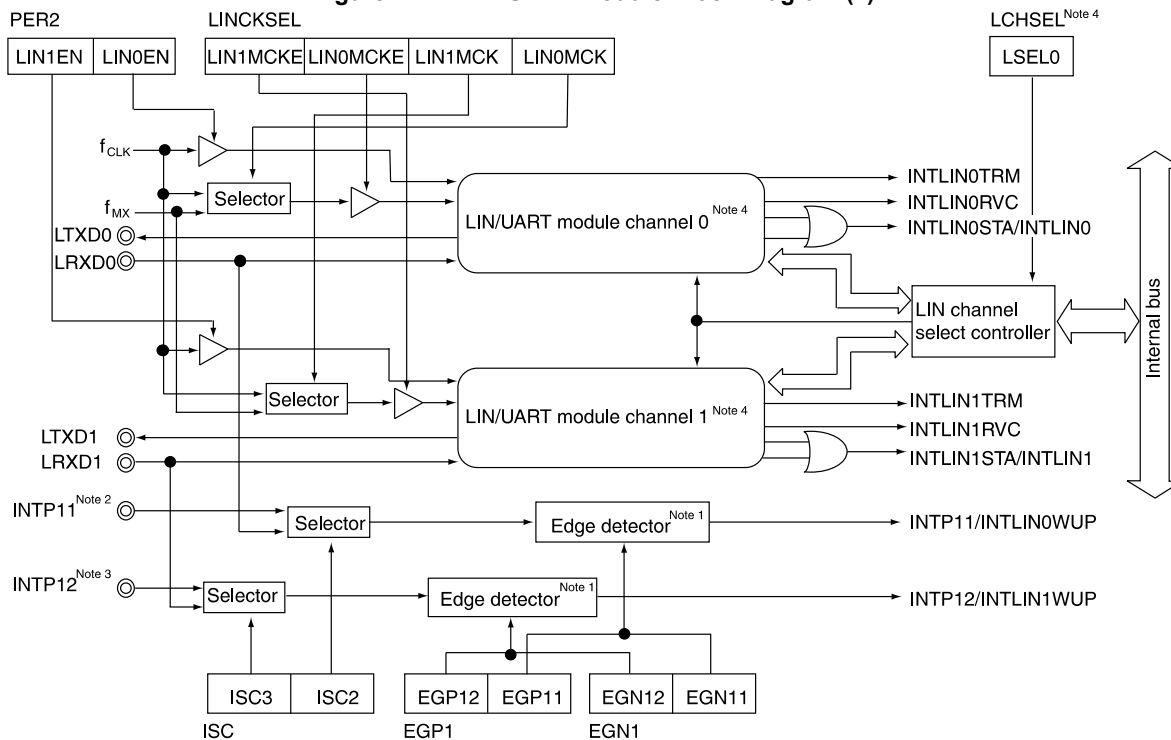 PER2
LINCKSEL
LCHSEL Note 4
LIN1EN
LIN0EN
LIN1MCKE
LIN0MCKE
LIN1MCK
LIN0MCK
LSEL0
fCLK
Selector
fMX
LTXD0
LRXD0
LIN/UART module channel 0 Note 4
INTLIN0TRM
INTLIN0RVC
INTLIN0STA/INTLIN0
LIN channel
select controller
Internal bus
Selector
LIN/UART module channel 1 Note 4
INTLIN1TRM
INTLIN1RVC
INTLIN1STA/INTLIN1
LTXD1
LRXD1
INTP11 Note 2
Selector
Edge detector Note 1
INTP11/INTLIN0WUP
INTP12 Note 3
Selector
Edge detector Note 1
INTP12/INTLIN1WUP
ISC3
ISC2
EGP12
EGP11
EGN12
EGN11
ISC
EGP1
EGN1